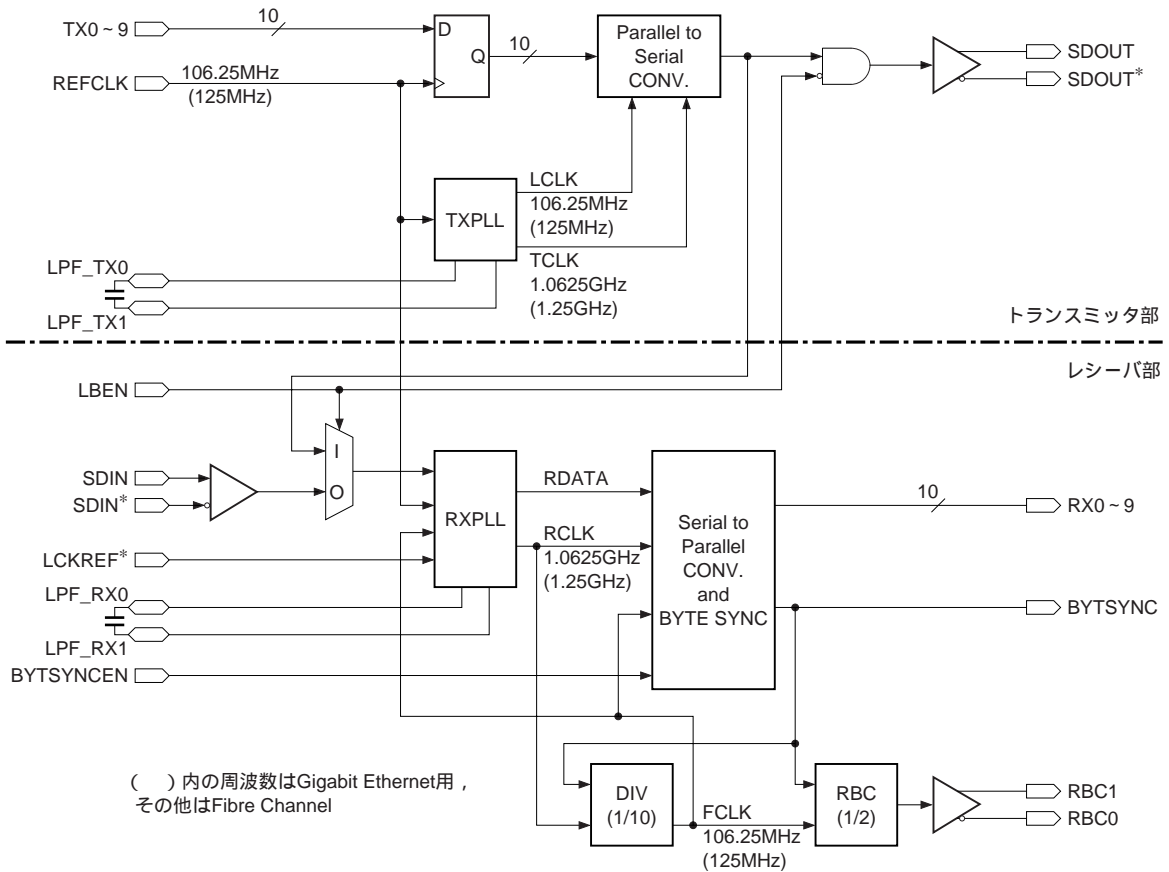 TX0~9
10
D
Q
10
Parallel to
Serial
CONV.
SDOUT
SDOUT*
REFCLK
106.25MHz
(125MHz)
TXPLL
LCLK
106.25MHz
(125MHz)
TCLK
1.0625GHz
(1.25GHz)
LPF_TX0
LPF_TX1
トランスミッタ部
レシーバ部
LBEN
I
O
SDIN
SDIN*
LCKREF*
LPF_RX0
LPF_RX1
BYTSYNCEN
RXPLL
RDATA
RCLK
1.0625GHz
(1.25GHz)
Serial to
Parallel
CONV.
and
BYTE SYNC
10
RX0~9
BYTSYNC
( )内の周波数はGigabit Ethernet用,
その他はFibre Channel
DIV
(1/10)
FCLK
106.25MHz
(125MHz)
RBC
(1/2)
RBC1
RBC0